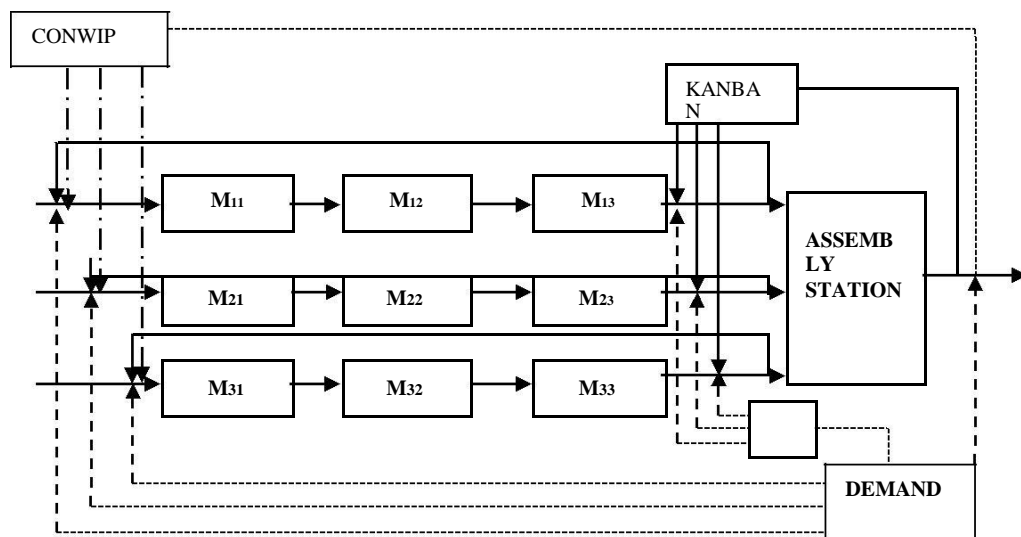 CONWIP
KANBA
N
M11
M12
M13
ASSEMB
LY
STATION
M21
M22
M23
M31
M32
M33
DEMAND